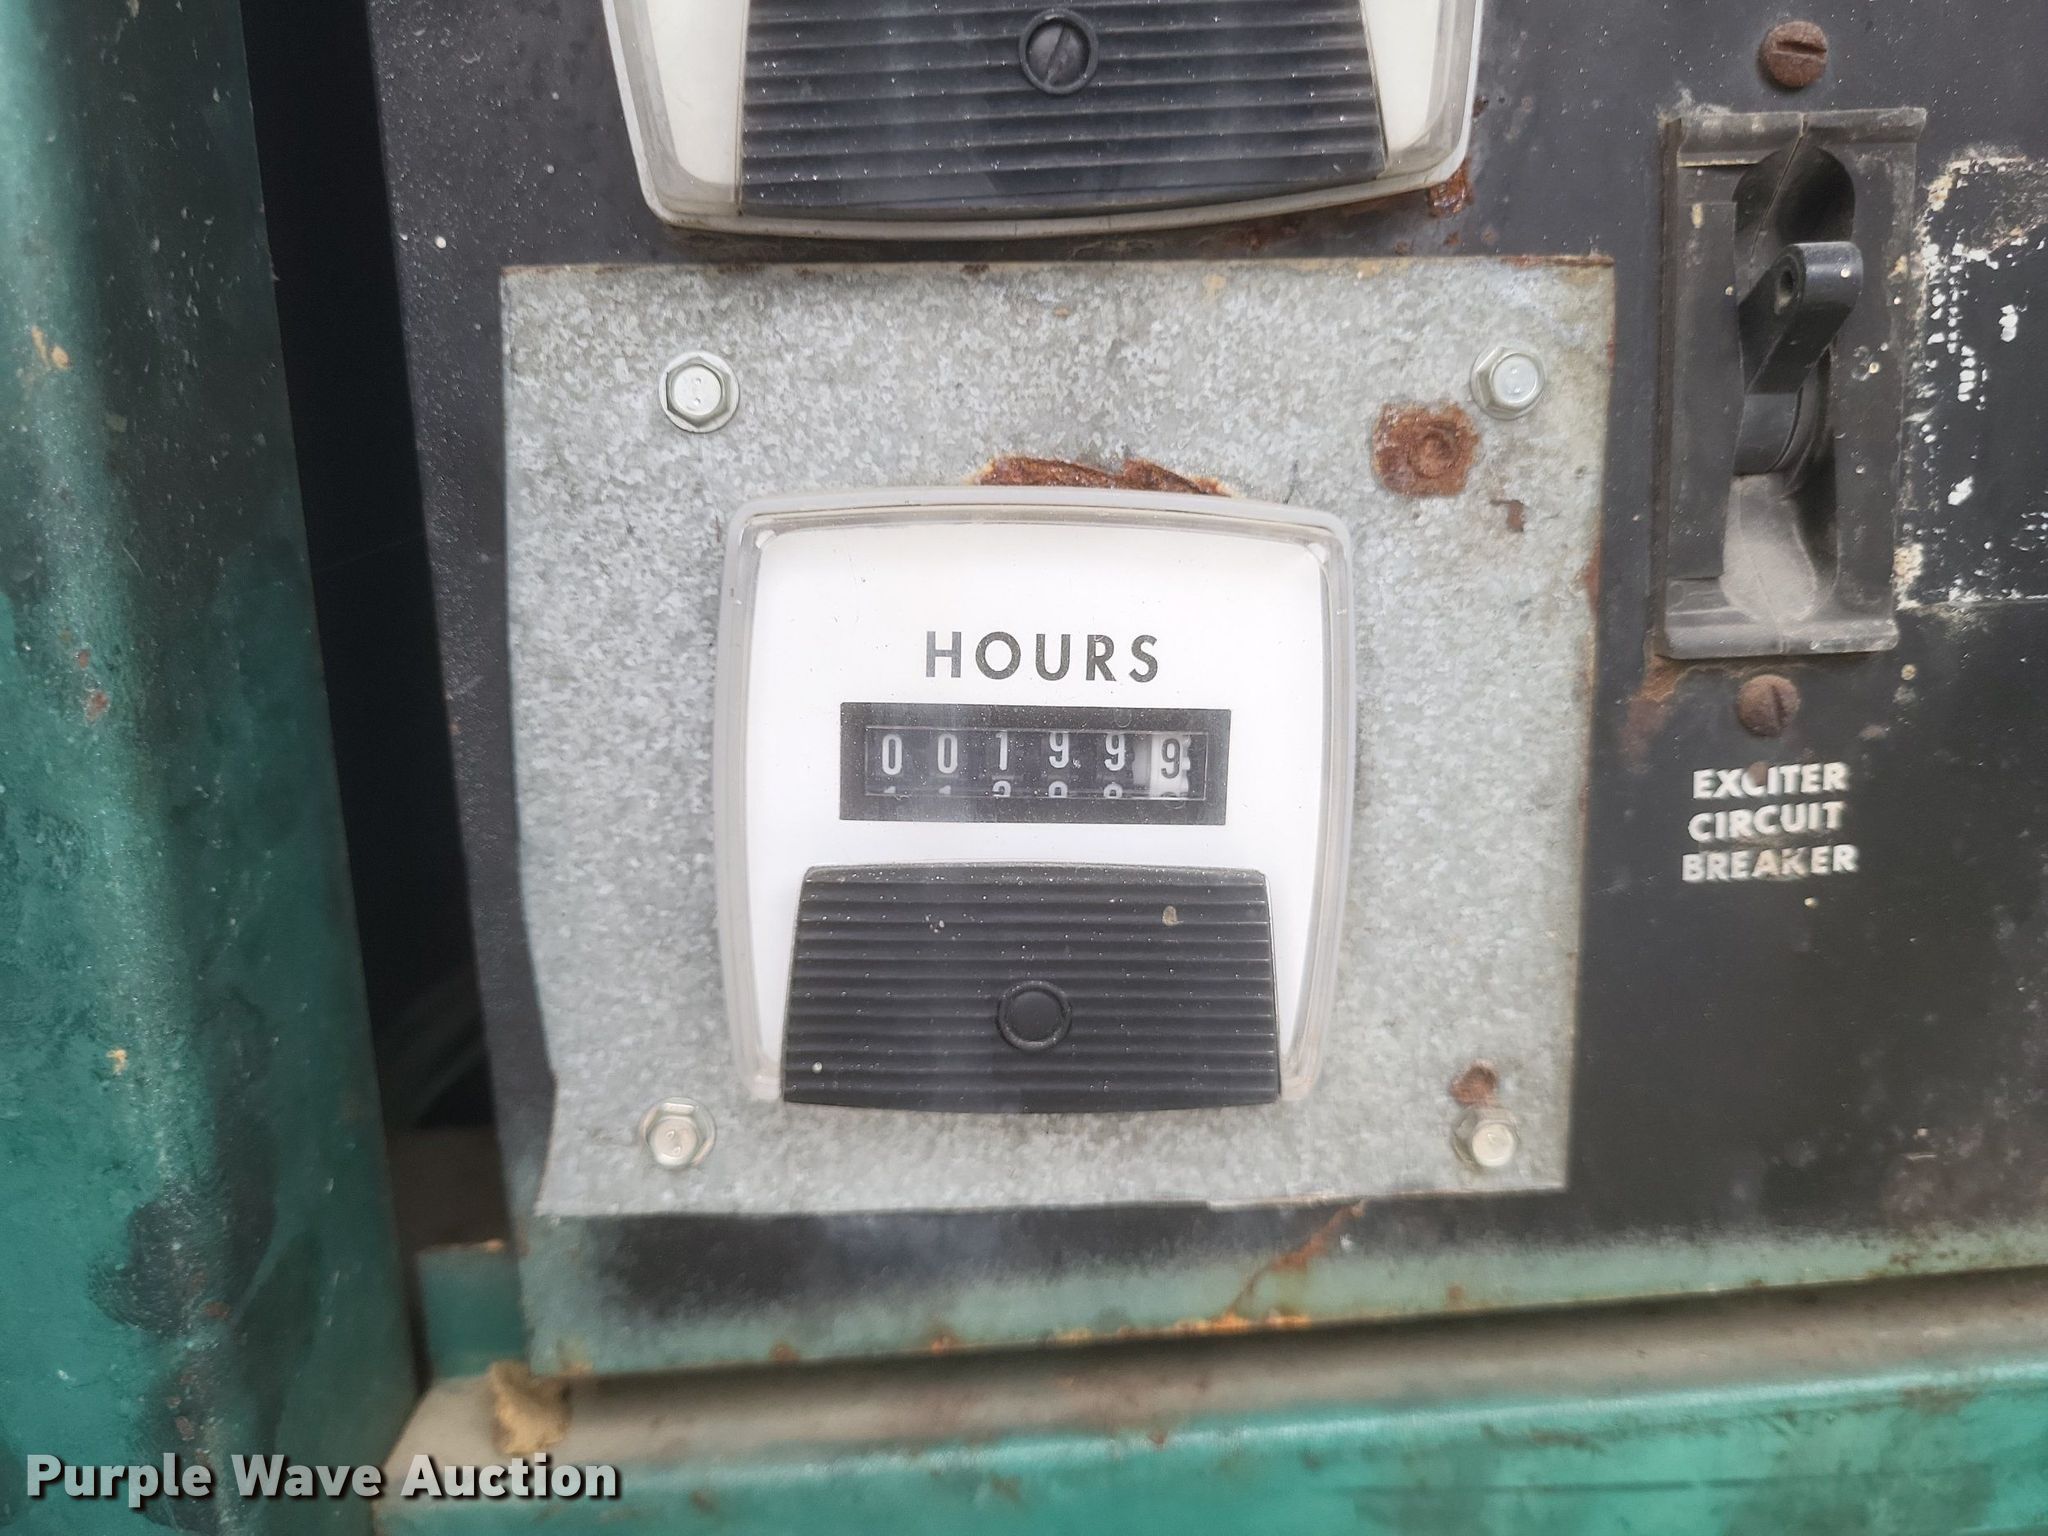 HOURS
001999
EXCITER
CIRCUIT
BREAKER
Purple Wave Auction